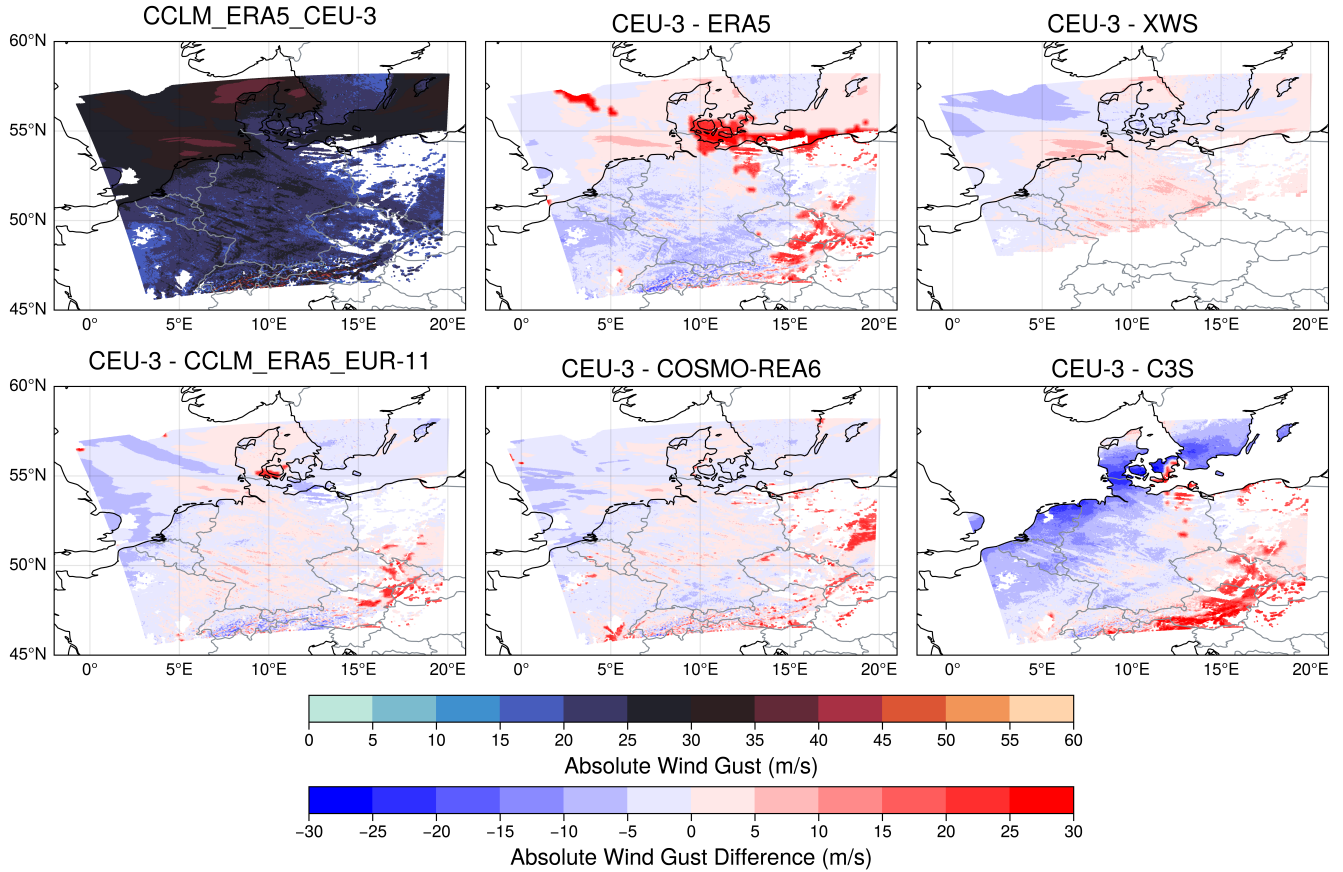 CCLM_ERA5_CEU-3
CEU-3 - ERA5
CEU-3 - XWS
60°N
55°N
50°N
45°N
0° 5°E 10°E 15°E 20°E
0° 5°E 10°E 15°E 20°E
0° 5°E 10°E 15°E 20°E
CEU-3 - CCLM_ERA5_EUR-11
CEU-3 - COSMO-REA6
CEU-3 - C3S
60°N
55°N
50°N
45°N
0° 5°E 10°E 15°E 20°E
0° 5°E 10°E 15°E 20°E
0° 5°E 10°E 15°E 20°E
0 5 10 15 20 25 30 35 40 45 50 55 60
Absolute Wind Gust (m/s)
−30 −25 −20 −15 −10 −5 0 5 10 15 20 25 30
Absolute Wind Gust Difference (m/s)